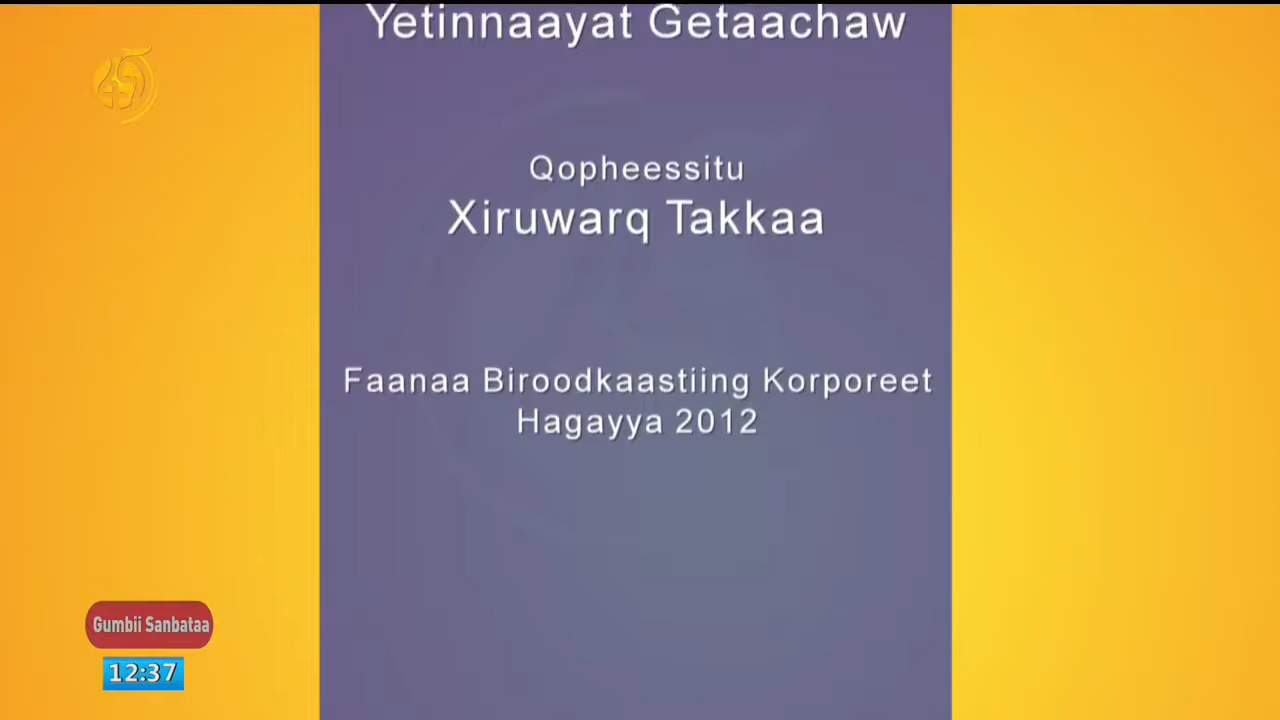 Yetinnaayat Getaachaw
Qopheessitu
Xiruwarq Takkaa
Faanaa Biroodkaastiing Korporeet
Hagayya 2012
Gumbii Sanbataa
12:37